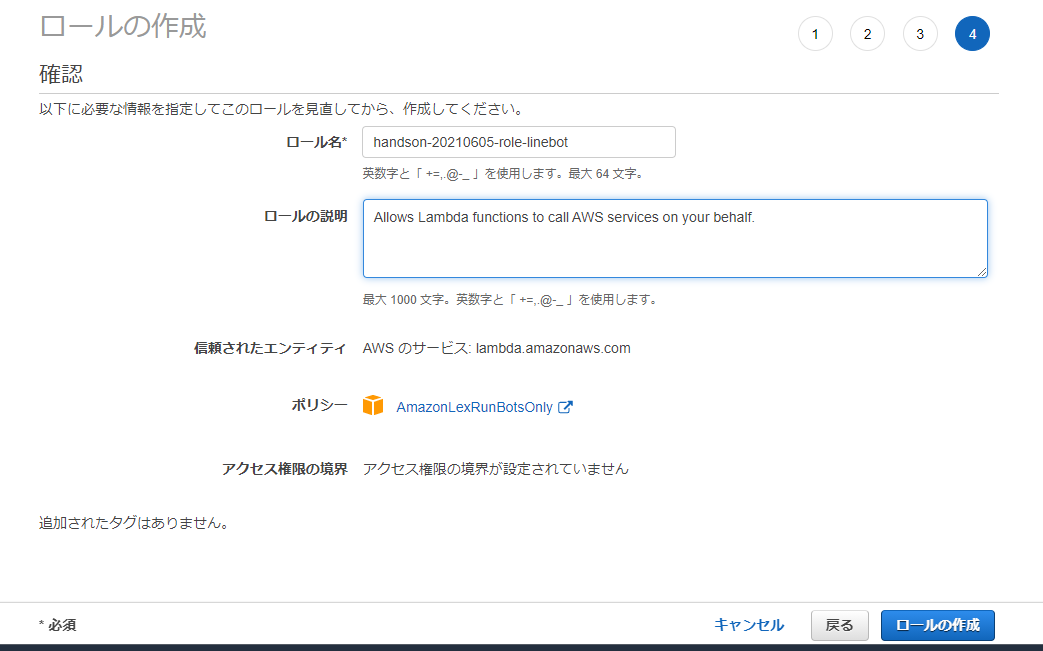 ロールの作成
1 2 3 4
確認
以下に必要な情報を指定してこのロールを見直してから、作成してください。
ロール名* handson-20210605-role-linebot
英数字と「 +=,.@-_ 」を使用します。最大 64 文字。
ロールの説明 Allows Lambda functions to call AWS services on your behalf.
最大 1000 文字。英数字と「 +=,.@-_ 」を使用します。
信頼されたエンティティ AWS のサービス: lambda.amazonaws.com
ポリシー AmazonLexRunBotsOnly
アクセス権限の境界 アクセス権限の境界が設定されていません
追加されたタグはありません。
* 必須 キャンセル 戻る ロールの作成